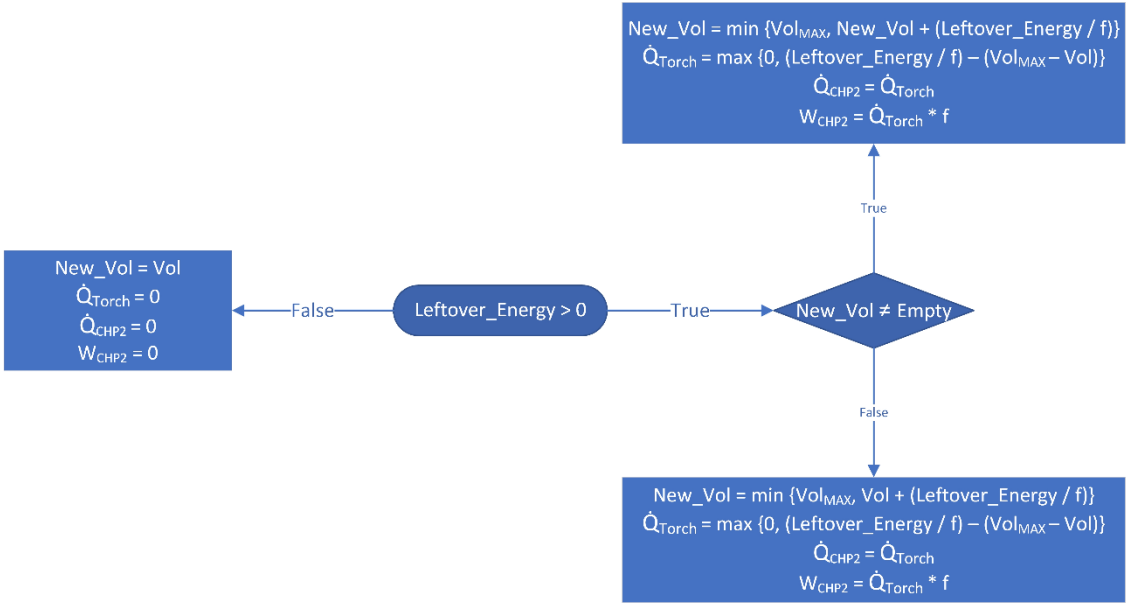 New_Vol = min {VolMAX, New_Vol + (Leftover_Energy / f)}
Q̇Torch = max {0, (Leftover_Energy / f) – (VolMAX – Vol)}
Q̇CHP2 = Q̇Torch
WCHP2 = Q̇Torch * f
True
New_Vol = Vol
Q̇Torch = 0
Q̇CHP2 = 0
WCHP2 = 0
False
Leftover_Energy > 0
True
New_Vol ≠ Empty
False
New_Vol = min {VolMAX, Vol + (Leftover_Energy / f)}
Q̇Torch = max {0, (Leftover_Energy / f) – (VolMAX – Vol)}
Q̇CHP2 = Q̇Torch
WCHP2 = Q̇Torch * f